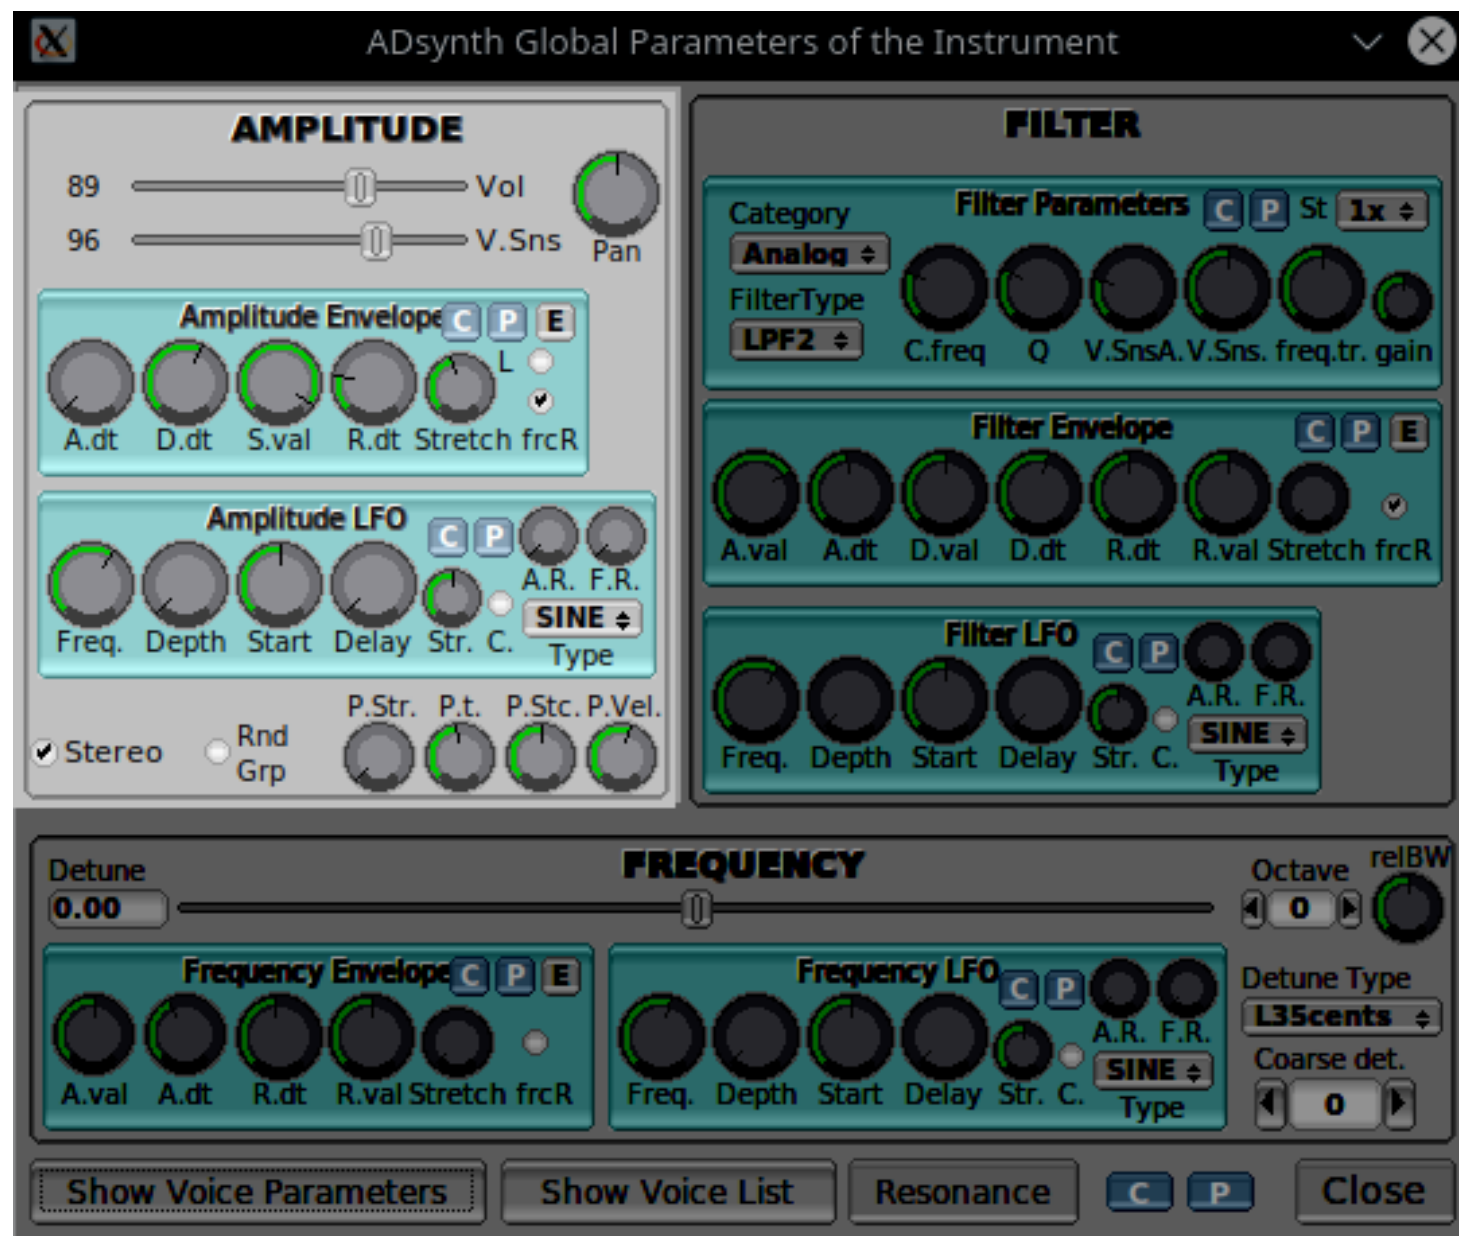 ADsynth Global Parameters of the Instrument
AMPLITUDE
89 Vol
96 V.Sns
Pan
Amplitude Envelope C P E
L
A.dt D.dt S.val R.dt Stretch frcR
Amplitude LFO C P
A.R. F.R.
SINE
Freq. Depth Start Delay Str. C.
Type
P.Str. P.t. P.Stc. P.Vel.
Stereo
Rnd
Grp
FILTER
Filter Parameters C P St 1x
Category
Analog
FilterType
LPF2
C.freq Q V.SnsA. V.Sns. freq.tr. gain
Filter Envelope C P E
A.val A.dt D.val D.dt R.dt R.val Stretch frcR
Filter LFO C P
A.R. F.R.
SINE
Freq. Depth Start Delay Str. C.
Type
FREQUENCY
Detune
0.00
Octave
0
relBW
Frequency Envelope C P E
A.val A.dt R.dt R.val Stretch frcR
Frequency LFO C P
A.R. F.R.
SINE
Freq. Depth Start Delay Str. C.
Type
Detune Type
L35cents
Coarse det.
0
Show Voice Parameters Show Voice List Resonance C P Close